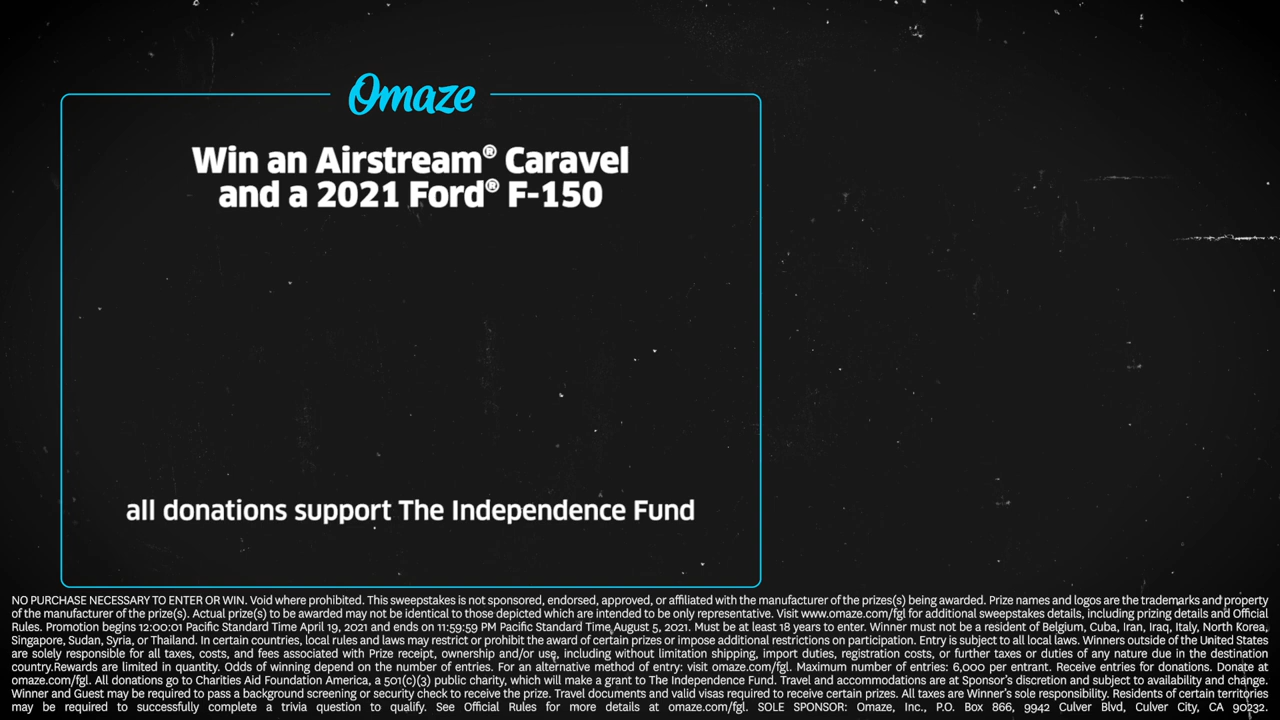 Omaze
Win an Airstream® Caravel
and a 2021 Ford® F-150
all donations support The Independence Fund
NO PURCHASE NECESSARY TO ENTER OR WIN. Void where prohibited. This sweepstakes is not sponsored, endorsed, approved, or affiliated with the manufacturer of the prizes(s) being awarded. Prize names and logos are the trademarks and property
of the manufacturer of the prize(s). Actual prize(s) to be awarded may not be identical to those depicted which are intended to be only representative. Visit www.omaze.com/fgl for additional sweepstakes details, including prizing details and Official
Rules. Promotion begins 12:00:01 Pacific Standard Time April 19, 2021 and ends on 11:59:59 PM Pacific Standard Time August 5, 2021. Must be at least 18 years to enter. Winner must not be a resident of Belgium, Cuba, Iran, Iraq, Italy, North Korea,
Singapore, Sudan, Syria, or Thailand. In certain countries, local rules and laws may restrict or prohibit the award of certain prizes or impose additional restrictions on participation. Entry is subject to all local laws. Winners outside of the United States
are solely responsible for all taxes, costs, and fees associated with Prize receipt, ownership and/or use, including without limitation shipping, import duties, registration costs, or further taxes or duties of any nature due in the destination
country.Rewards are limited in quantity. Odds of winning depend on the number of entries. For an alternative method of entry: visit omaze.com/fgl. Maximum number of entries: 6,000 per entrant. Receive entries for donations. Donate at
omaze.com/fgl. All donations go to Charities Aid Foundation America, a 501(c)(3) public charity, which will make a grant to The Independence Fund. Travel and accommodations are at Sponsor's discretion and subject to availability and change.
Winner and Guest may be required to pass a background screening or security check to receive the prize. Travel documents and valid visas required to receive certain prizes. All taxes are Winner's sole responsibility. Residents of certain territories
may be required to successfully complete a trivia question to qualify. See Official Rules for more details at omaze.com/fgl. SOLE SPONSOR: Omaze, Inc., P.O. Box 866, 9942 Culver Blvd, Culver City, CA 90232.